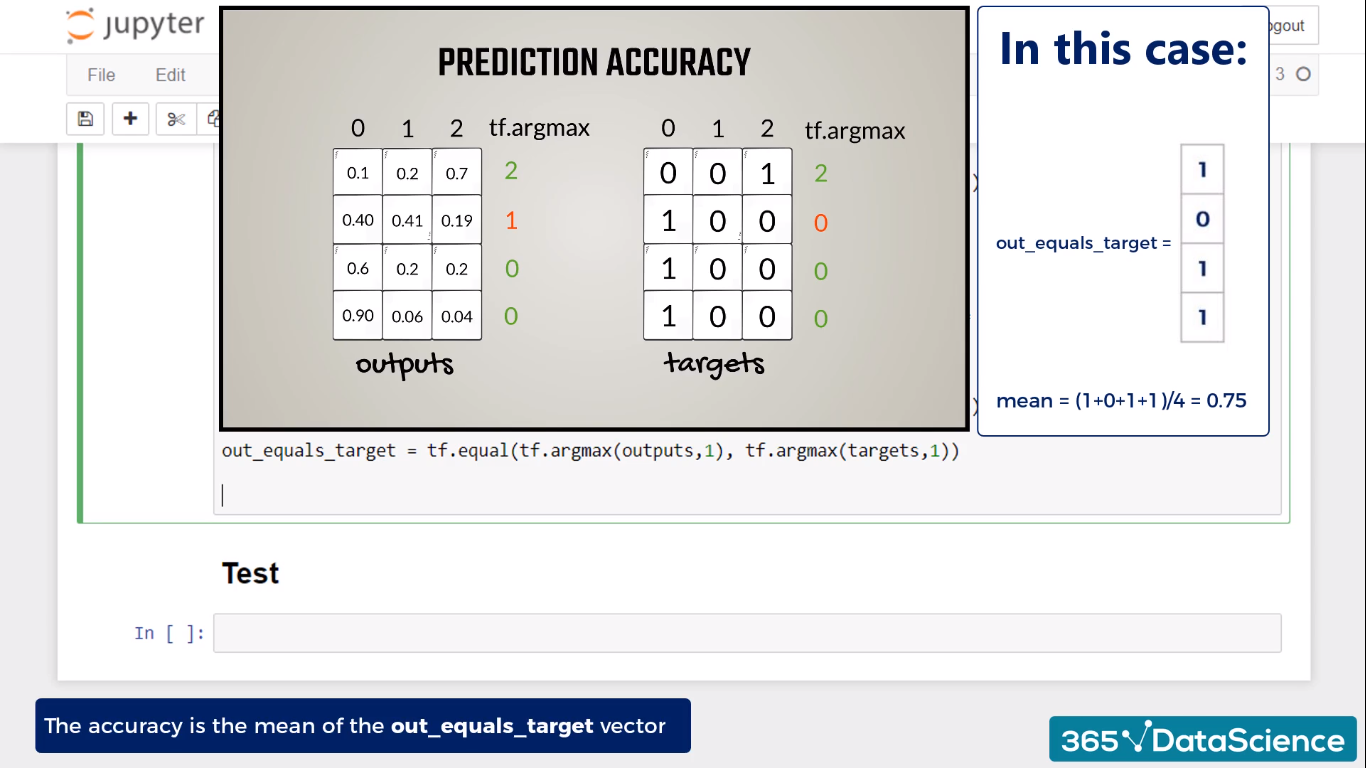 jupyter
File Edit
PREDICTION ACCURACY
0 1 2 tf.argmax
0.1 0.2 0.7 2
0.40 0.41 0.19 1
0.6 0.2 0.2 0
0.90 0.06 0.04 0
outputs
0 1 2 tf.argmax
0 0 1 2
1 0 0 0
1 0 0 0
1 0 0 0
targets
In this case:
out_equals_target =
1
0
1
1
mean = (1+0+1+1)/4 = 0.75
ogout
3
)
)
out_equals_target = tf.equal(tf.argmax(outputs,1), tf.argmax(targets,1))
Test
In [ ]:
The accuracy is the mean of the out_equals_target vector
365 DataScience